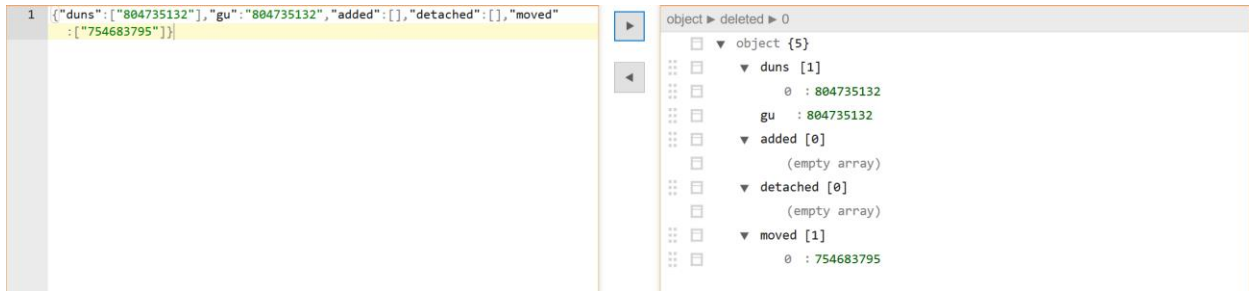 1 {"duns":["804735132"],"gu":"804735132","added":[],"detached":[],"moved"
:["754683795"]}
object ▶ deleted ▶ 0
▼ object {5}
▼ duns [1]
0 : 804735132
gu : 804735132
▼ added [0]
(empty array)
▼ detached [0]
(empty array)
▼ moved [1]
0 : 754683795